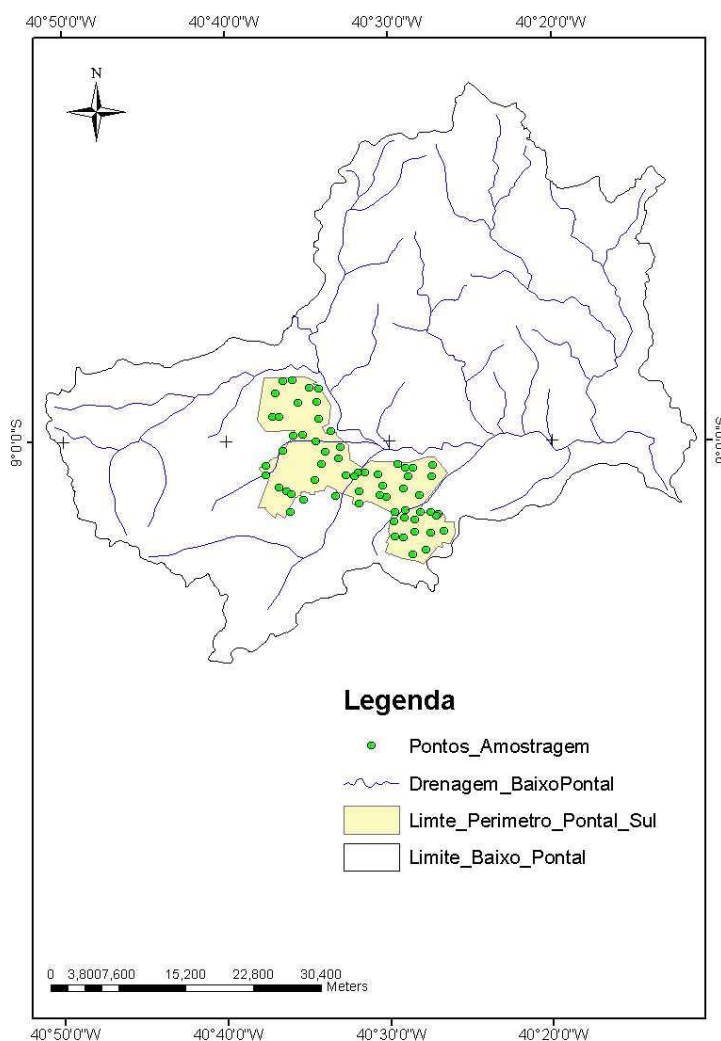 40°50'0"W 40°40'0"W 40°30'0"W 40°20'0"W
N
9°0'0"S
9°0'0"S
Legenda
Pontos_Amostragem
Drenagem_BaixoPontal
Limte_Perimetro_Pontal_Sul
Limite_Baixo_Pontal
0 3,8007,600 15,200 22,800 30,400
Meters
40°50'0"W 40°40'0"W 40°30'0"W 40°20'0"W